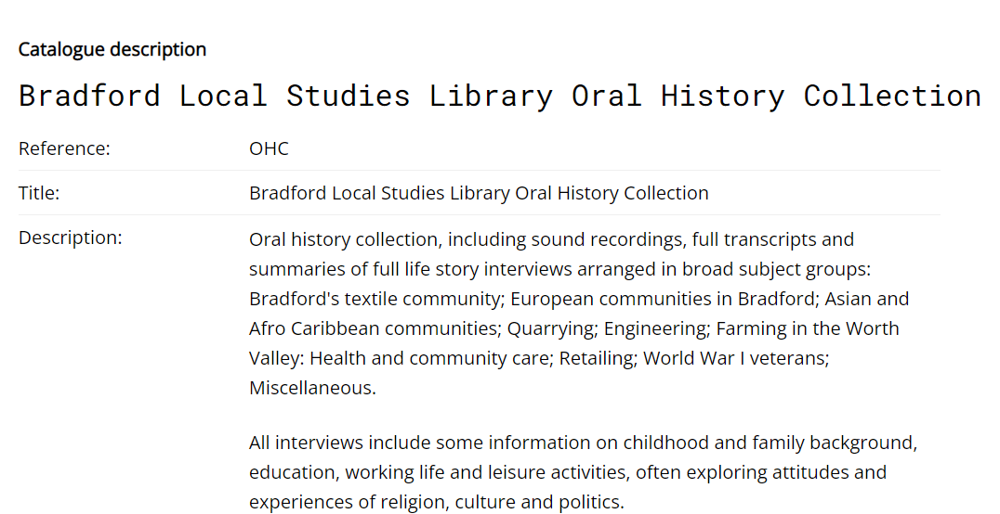 Catalogue description
Bradford Local Studies Library Oral History Collection
Reference: OHC
Title: Bradford Local Studies Library Oral History Collection
Description: Oral history collection, including sound recordings, full transcripts and
summaries of full life story interviews arranged in broad subject groups:
Bradford's textile community; European communities in Bradford; Asian and
Afro Caribbean communities; Quarrying; Engineering; Farming in the Worth
Valley: Health and community care; Retailing; World War I veterans;
Miscellaneous.
All interviews include some information on childhood and family background,
education, working life and leisure activities, often exploring attitudes and
experiences of religion, culture and politics.